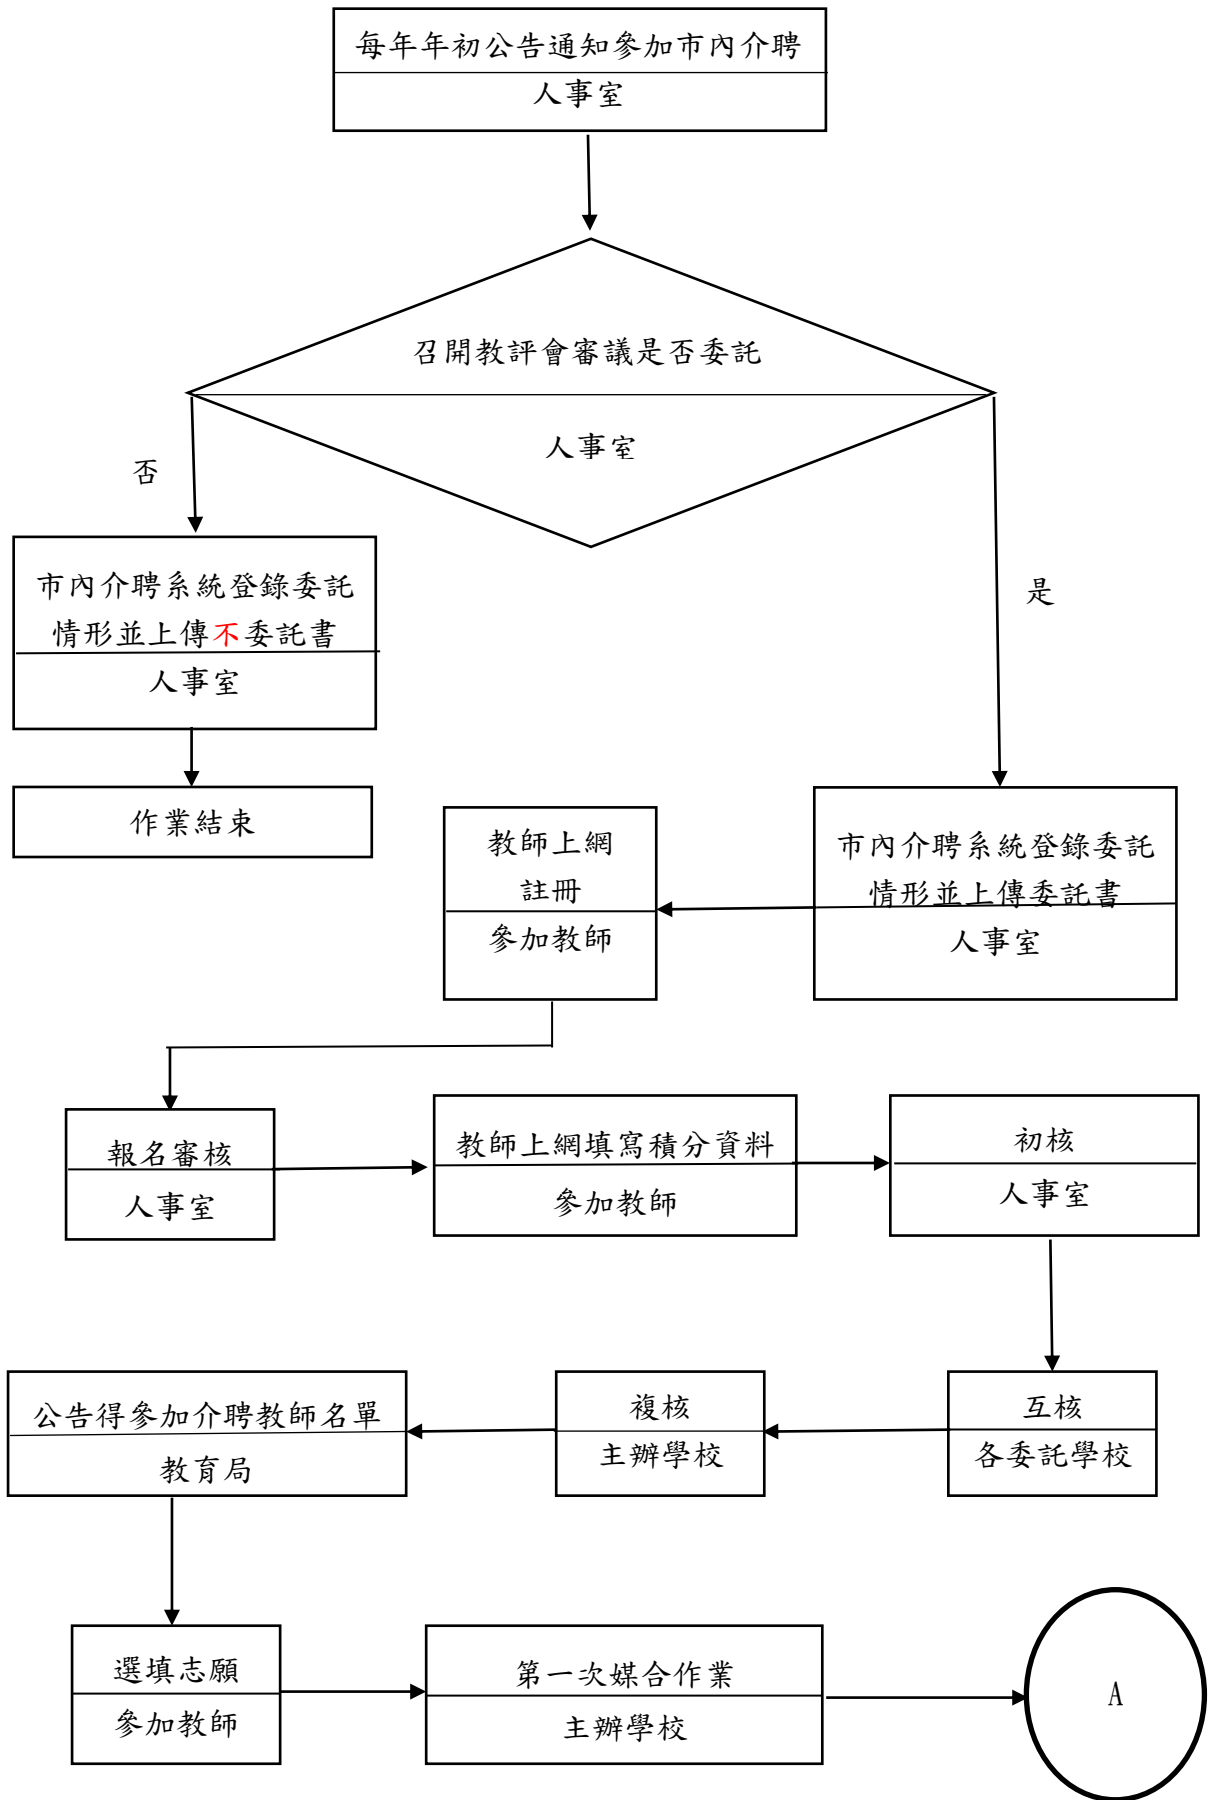 每年年初公告通知參加市內介聘
人事室
召開教評會審議是否委託
人事室
否
是
市內介聘系統登錄委託
情形並上傳不委託書
人事室
作業結束
教師上網
註冊
參加教師
市內介聘系統登錄委託
情形並上傳委託書
人事室
報名審核
人事室
教師上網填寫積分資料
參加教師
初核
人事室
公告得參加介聘教師名單
教育局
複核
主辦學校
互核
各委託學校
選填志願
參加教師
第一次媒合作業
主辦學校
A